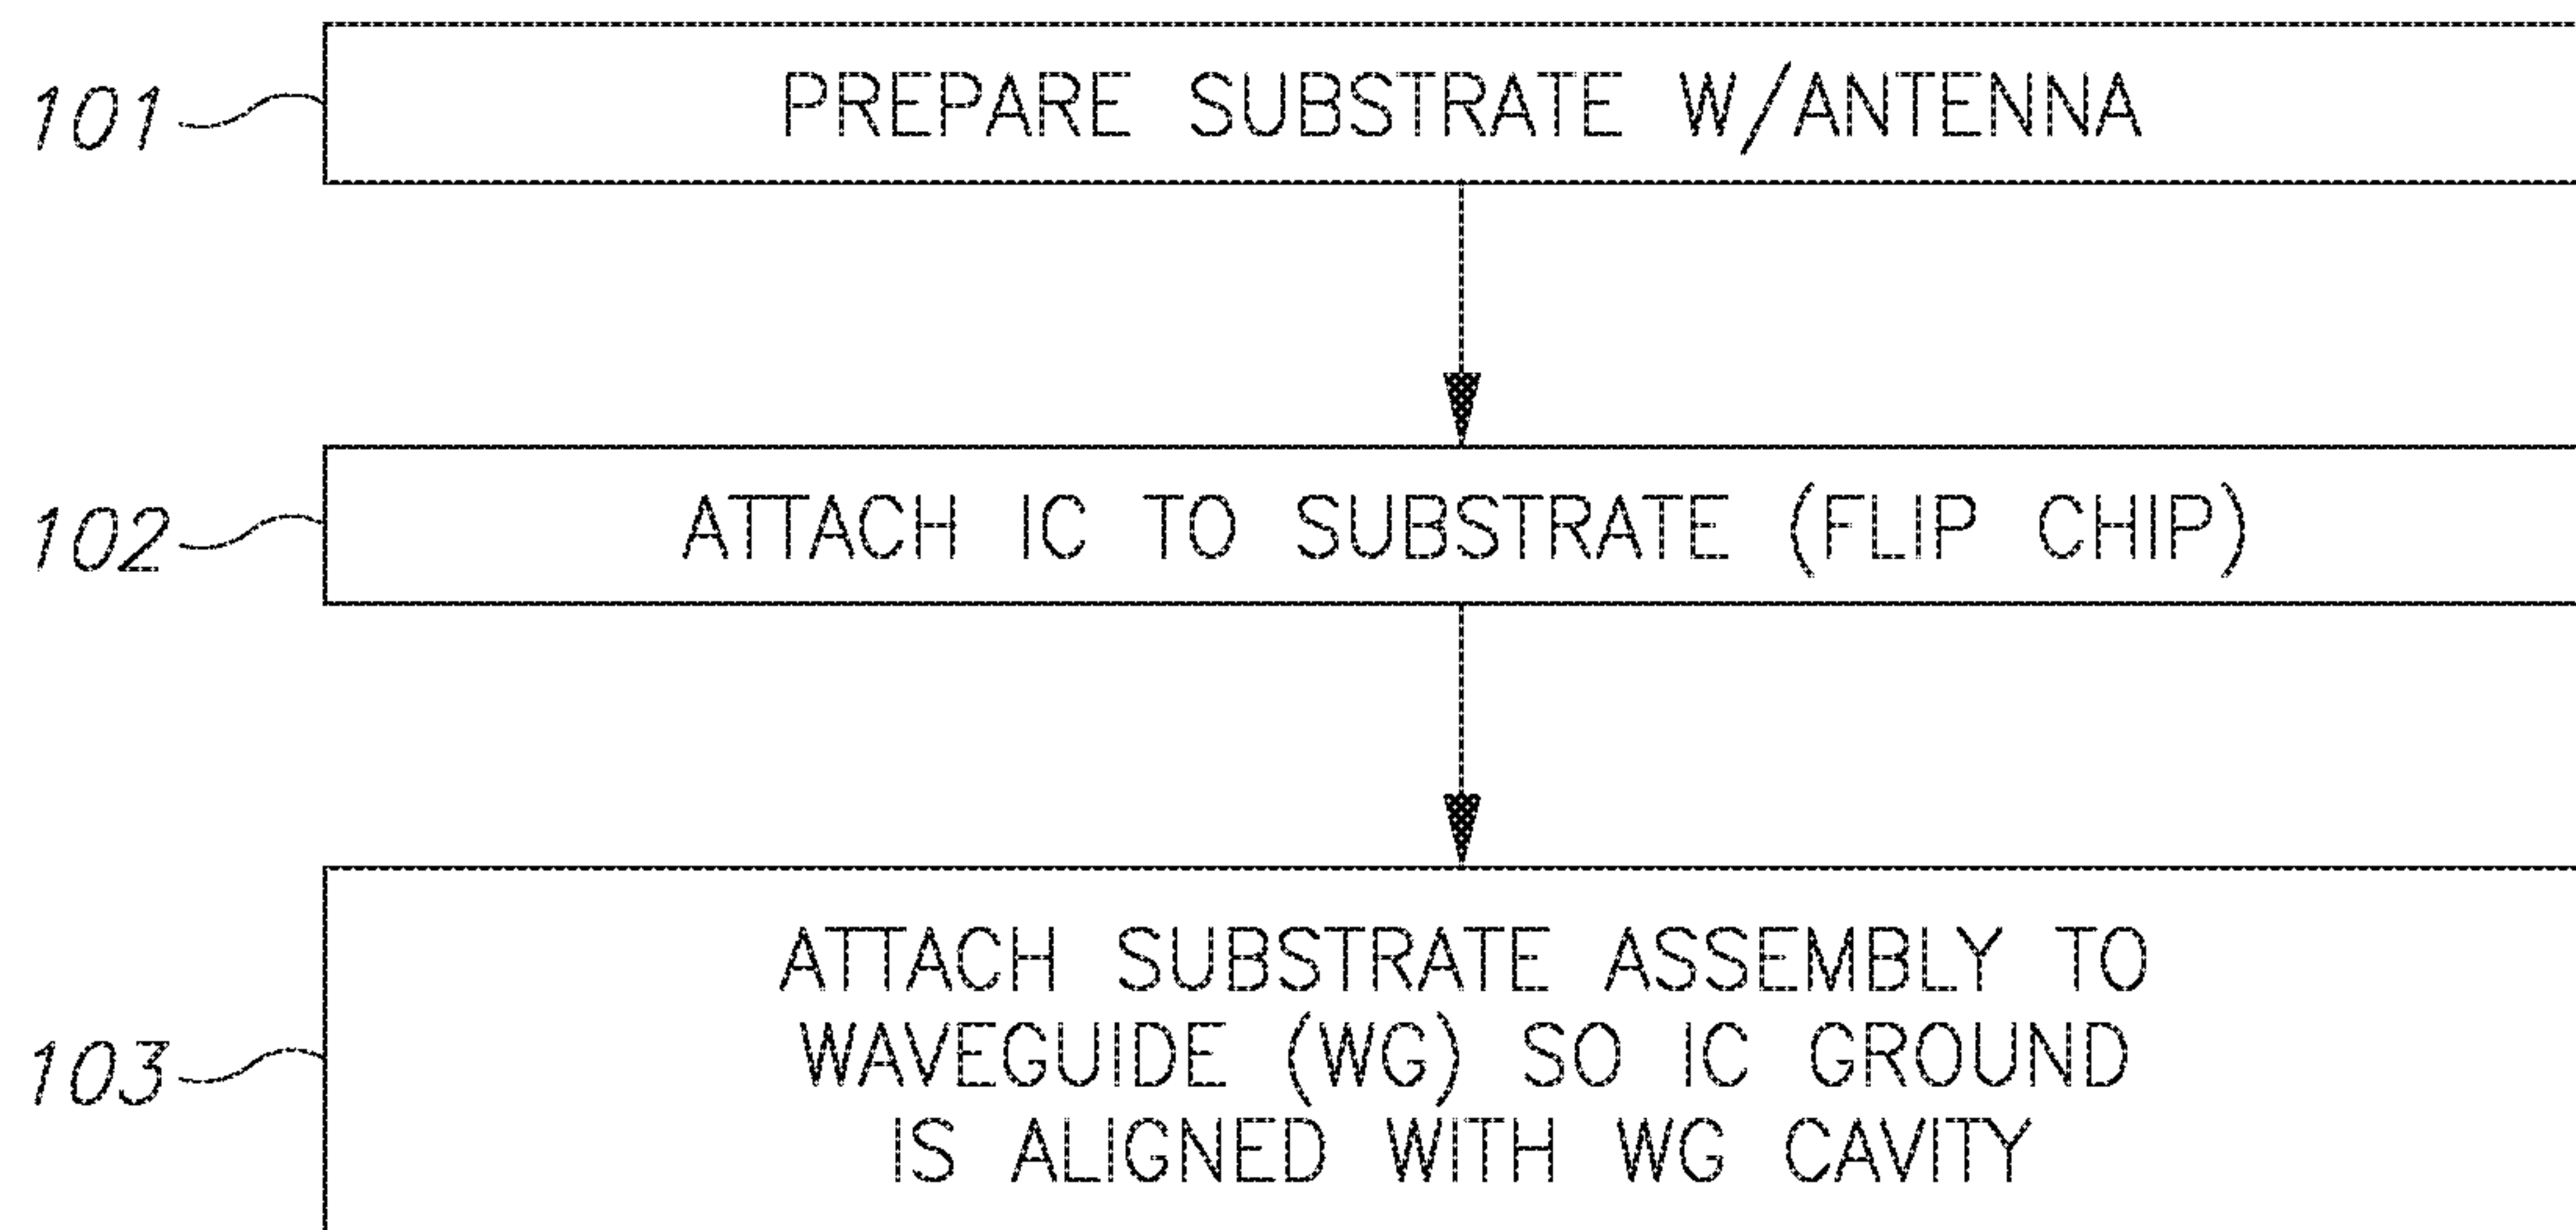 101
PREPARE SUBSTRATE W/ANTENNA
102
ATTACH IC TO SUBSTRATE (FLIP CHIP)
103
ATTACH SUBSTRATE ASSEMBLY TO
WAVEGUIDE (WG) SO IC GROUND
IS ALIGNED WITH WG CAVITY